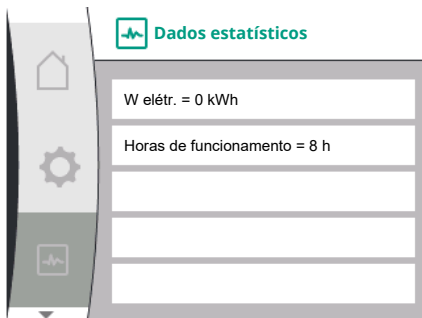 Dados estatísticos
W elétr. = 0 kWh
Horas de funcionamento = 8 h